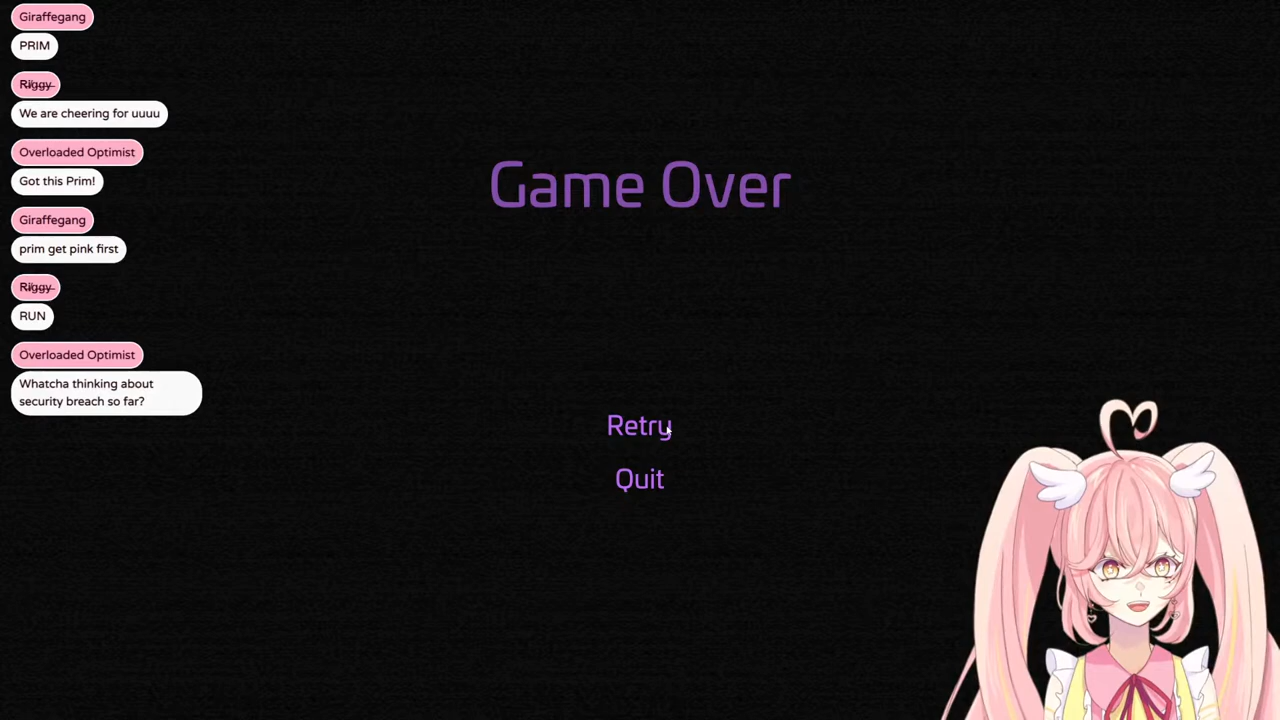 Giraffegang
PRIM
Riggy
We are cheering for uuuu
Overloaded Optimist
Got this Prim!
Giraffegang
prim get pink first
Riggy
RUN
Overloaded Optimist
Whatcha thinking about
security breach so far?
Game Over
Retry
Quit